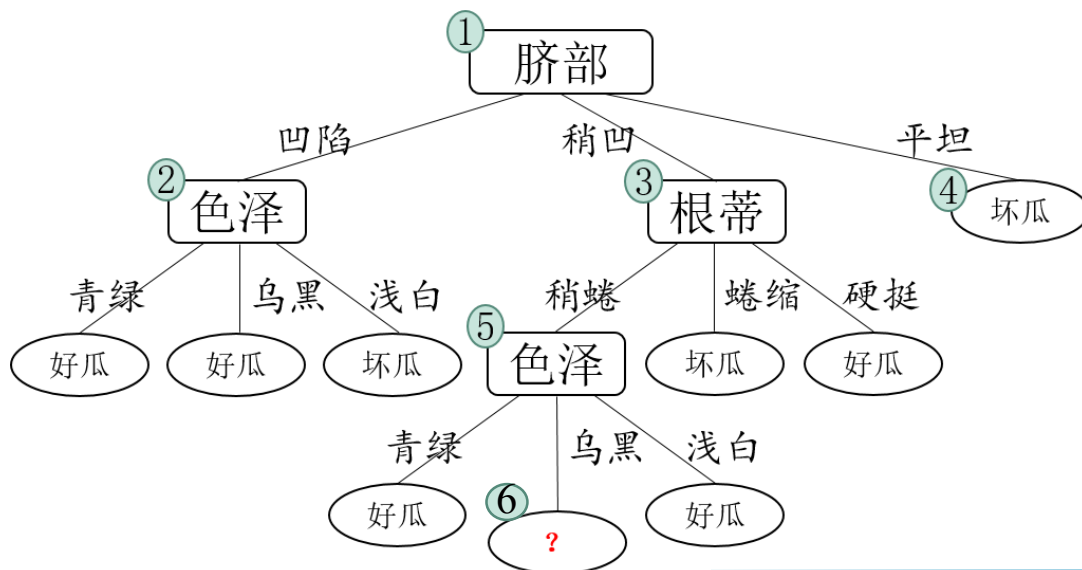 ① 脐部
凹陷 稍凹 平坦
② 色泽 ③ 根蒂 ④ 坏瓜
青绿 乌黑 浅白 稍蜷 蜷缩 硬挺
好瓜 好瓜 坏瓜 ⑤ 色泽 坏瓜 好瓜
青绿 乌黑 浅白
好瓜 ⑥ ? 好瓜